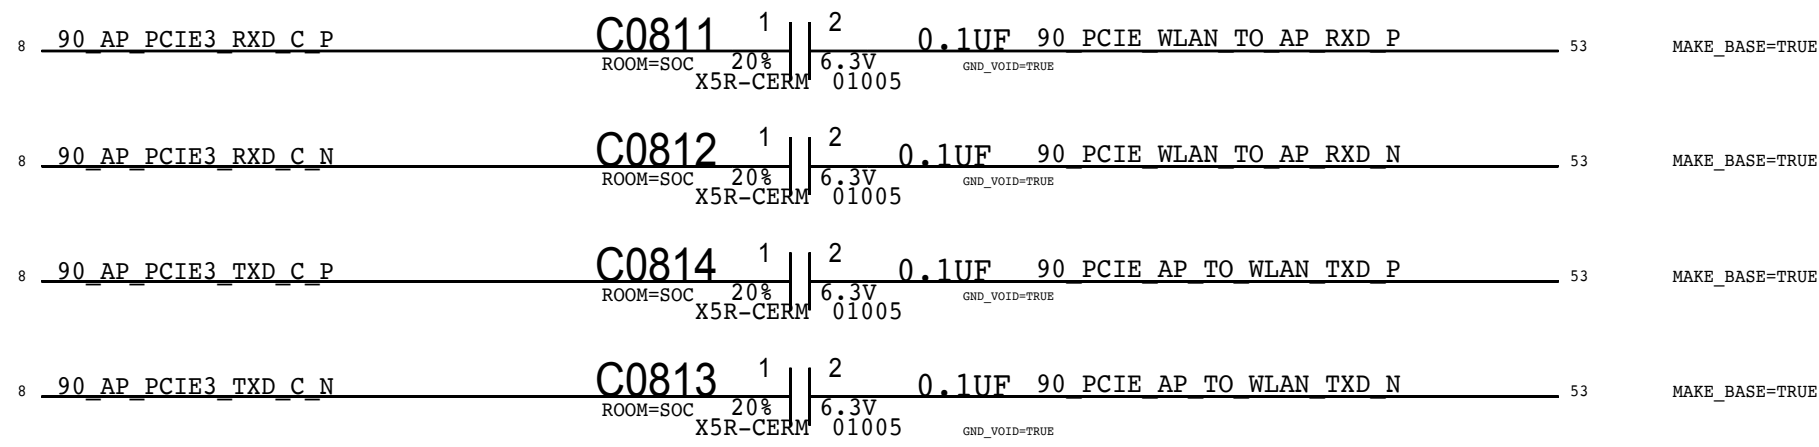 8 90_AP_PCIE3_RXD_C_P C0811 1 2 0.1UF 90_PCIE_WLAN_TO_AP_RXD_P 53 MAKE_BASE=TRUE
ROOM=SOC 20% 6.3V GND_VOID=TRUE
X5R-CERM 01005
8 90_AP_PCIE3_RXD_C_N C0812 1 2 0.1UF 90_PCIE_WLAN_TO_AP_RXD_N 53 MAKE_BASE=TRUE
ROOM=SOC 20% 6.3V GND_VOID=TRUE
X5R-CERM 01005
8 90_AP_PCIE3_TXD_C_P C0814 1 2 0.1UF 90_PCIE_AP_TO_WLAN_TXD_P 53 MAKE_BASE=TRUE
ROOM=SOC 20% 6.3V GND_VOID=TRUE
X5R-CERM 01005
8 90_AP_PCIE3_TXD_C_N C0813 1 2 0.1UF 90_PCIE_AP_TO_WLAN_TXD_N 53 MAKE_BASE=TRUE
ROOM=SOC 20% 6.3V
X5R-CERM 01005 GND_VOID=TRUE